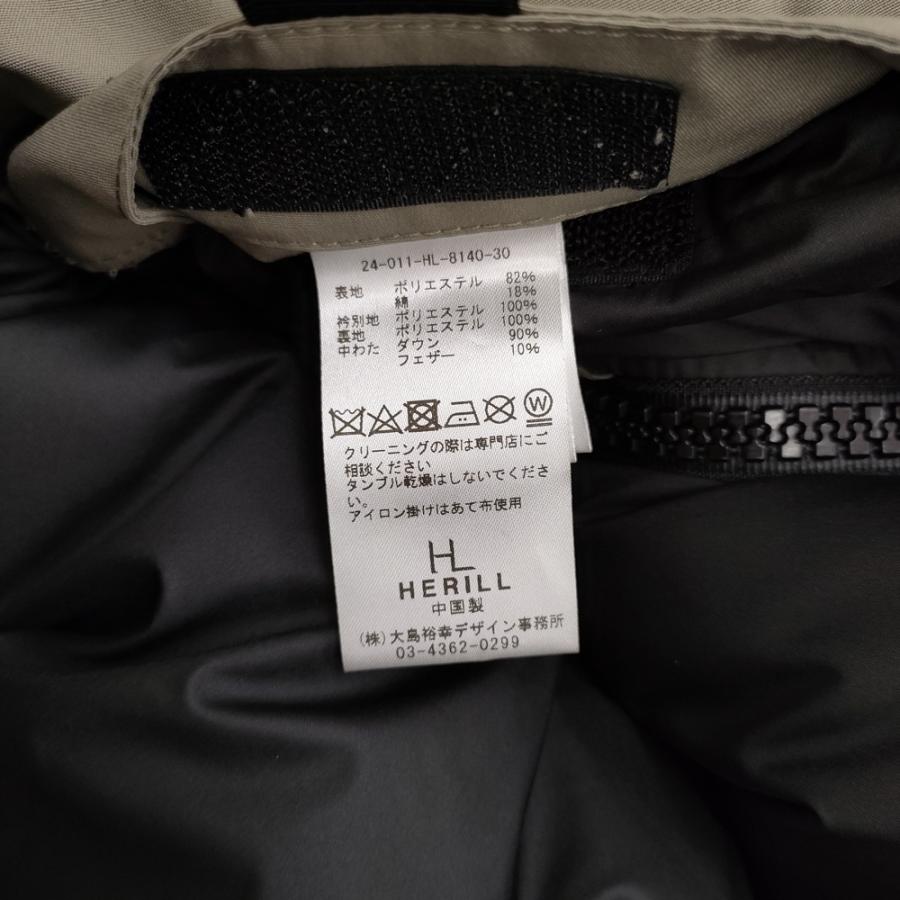 24-011-HL-8140-30
表地 ポリエステル 82%
綿 18%
衿別地 ポリエステル 100%
裏地 ポリエステル 100%
中わた ダウン 90%
フェザー 10%
W
クリーニングの際は専門店にご
相談ください
タンブル乾燥はしないでくださ
い。
アイロン掛けはあて布使用
HL
HERILL
中国製
(株)大島裕幸デザイン事務所
03-4362-0299